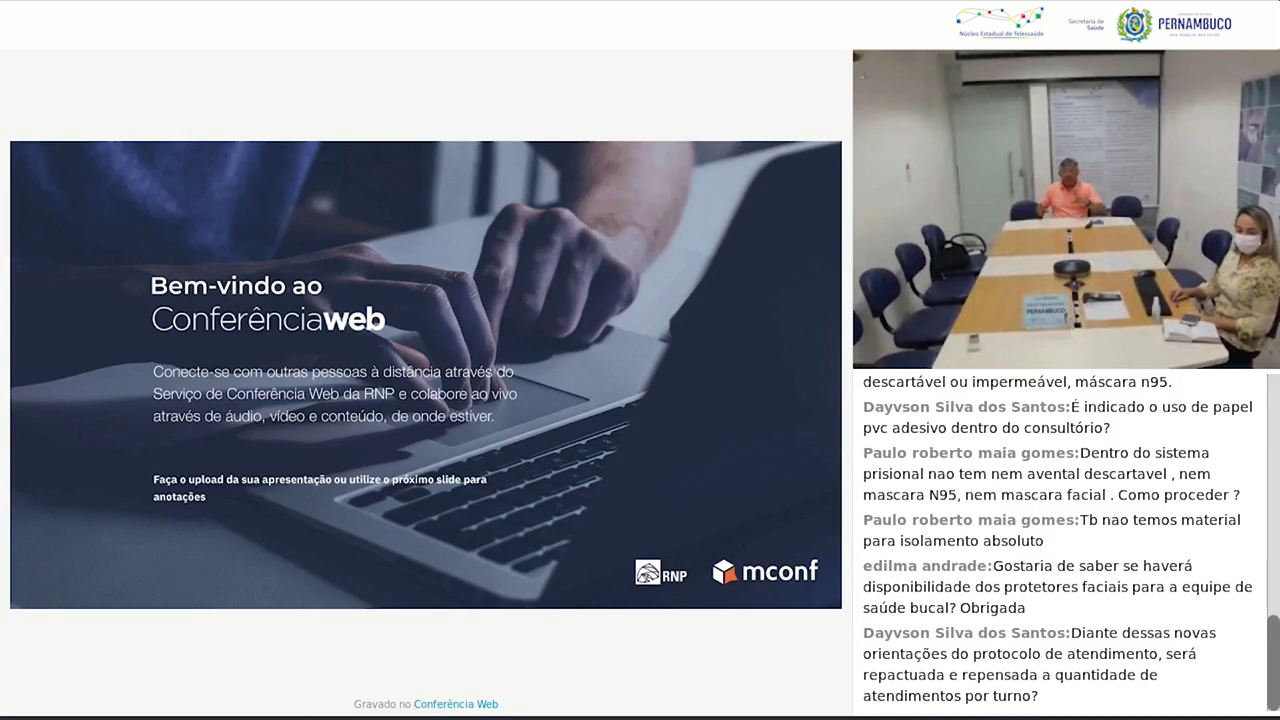 Núcleo Estadual de Telessaúde
Secretaria de
Saúde
PERNAMBUCO
Bem-vindo ao
Conferênciaweb
Conecte-se com outras pessoas à distância através do
Serviço de Conferência Web da RNP e colabore ao vivo
através de áudio, vídeo e conteúdo, de onde estiver.
Faça o upload da sua apresentação ou utilize o próximo slide para
anotações
RNP
mconf
Gravado no Conferência Web
PERNAMBUCO
descartável ou impermeável, máscara n95.
Dayvson Silva dos Santos:É indicado o uso de papel
pvc adesivo dentro do consultório?
Paulo roberto maia gomes:Dentro do sistema
prisional nao tem nem avental descartavel , nem
mascara N95, nem mascara facial . Como proceder ?
Paulo roberto maia gomes:Tb nao temos material
para isolamento absoluto
edilma andrade:Gostaria de saber se haverá
disponibilidade dos protetores faciais para a equipe de
saúde bucal? Obrigada
Dayvson Silva dos Santos:Diante dessas novas
orientações do protocolo de atendimento, será
repactuada e repensada a quantidade de
atendimentos por turno?